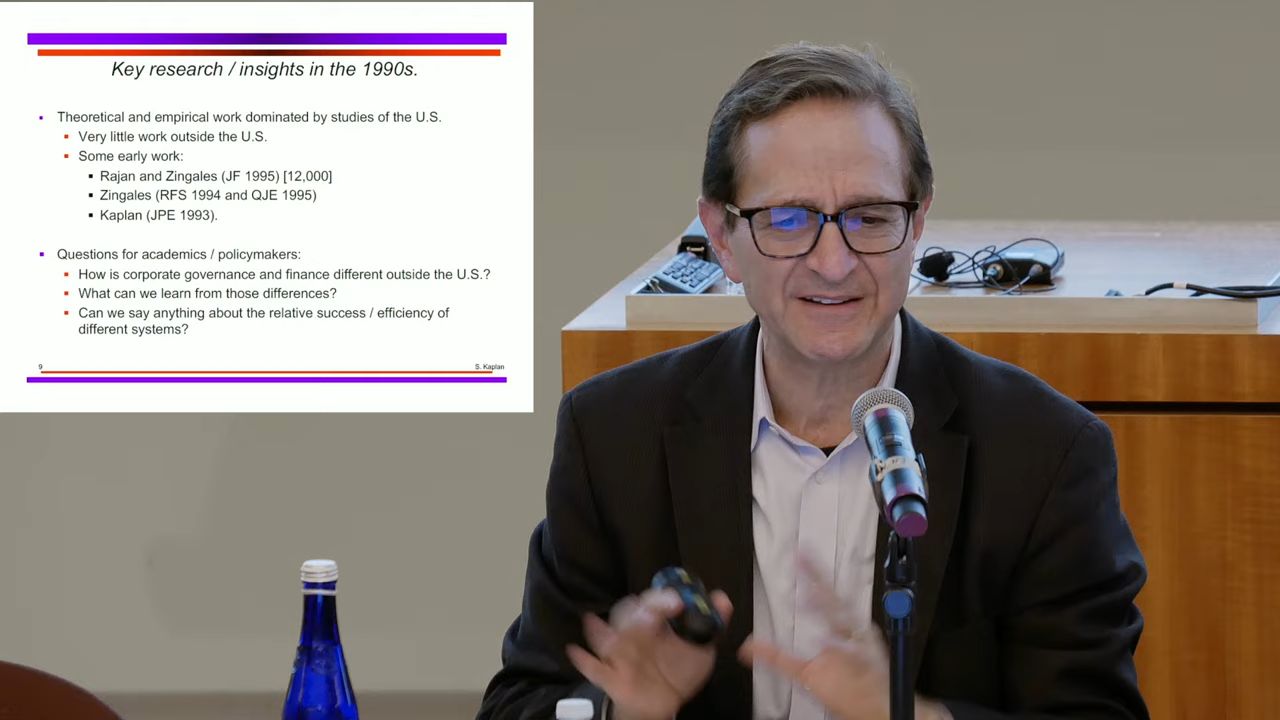 Key research / insights in the 1990s.
Theoretical and empirical work dominated by studies of the U.S.
Very little work outside the U.S.
Some early work:
Rajan and Zingales (JF 1995) [12,000]
Zingales (RFS 1994 and QJE 1995)
Kaplan (JPE 1993).
Questions for academics / policymakers:
How is corporate governance and finance different outside the U.S.?
What can we learn from those differences?
Can we say anything about the relative success / efficiency of
different systems?
9
S. Kaplan